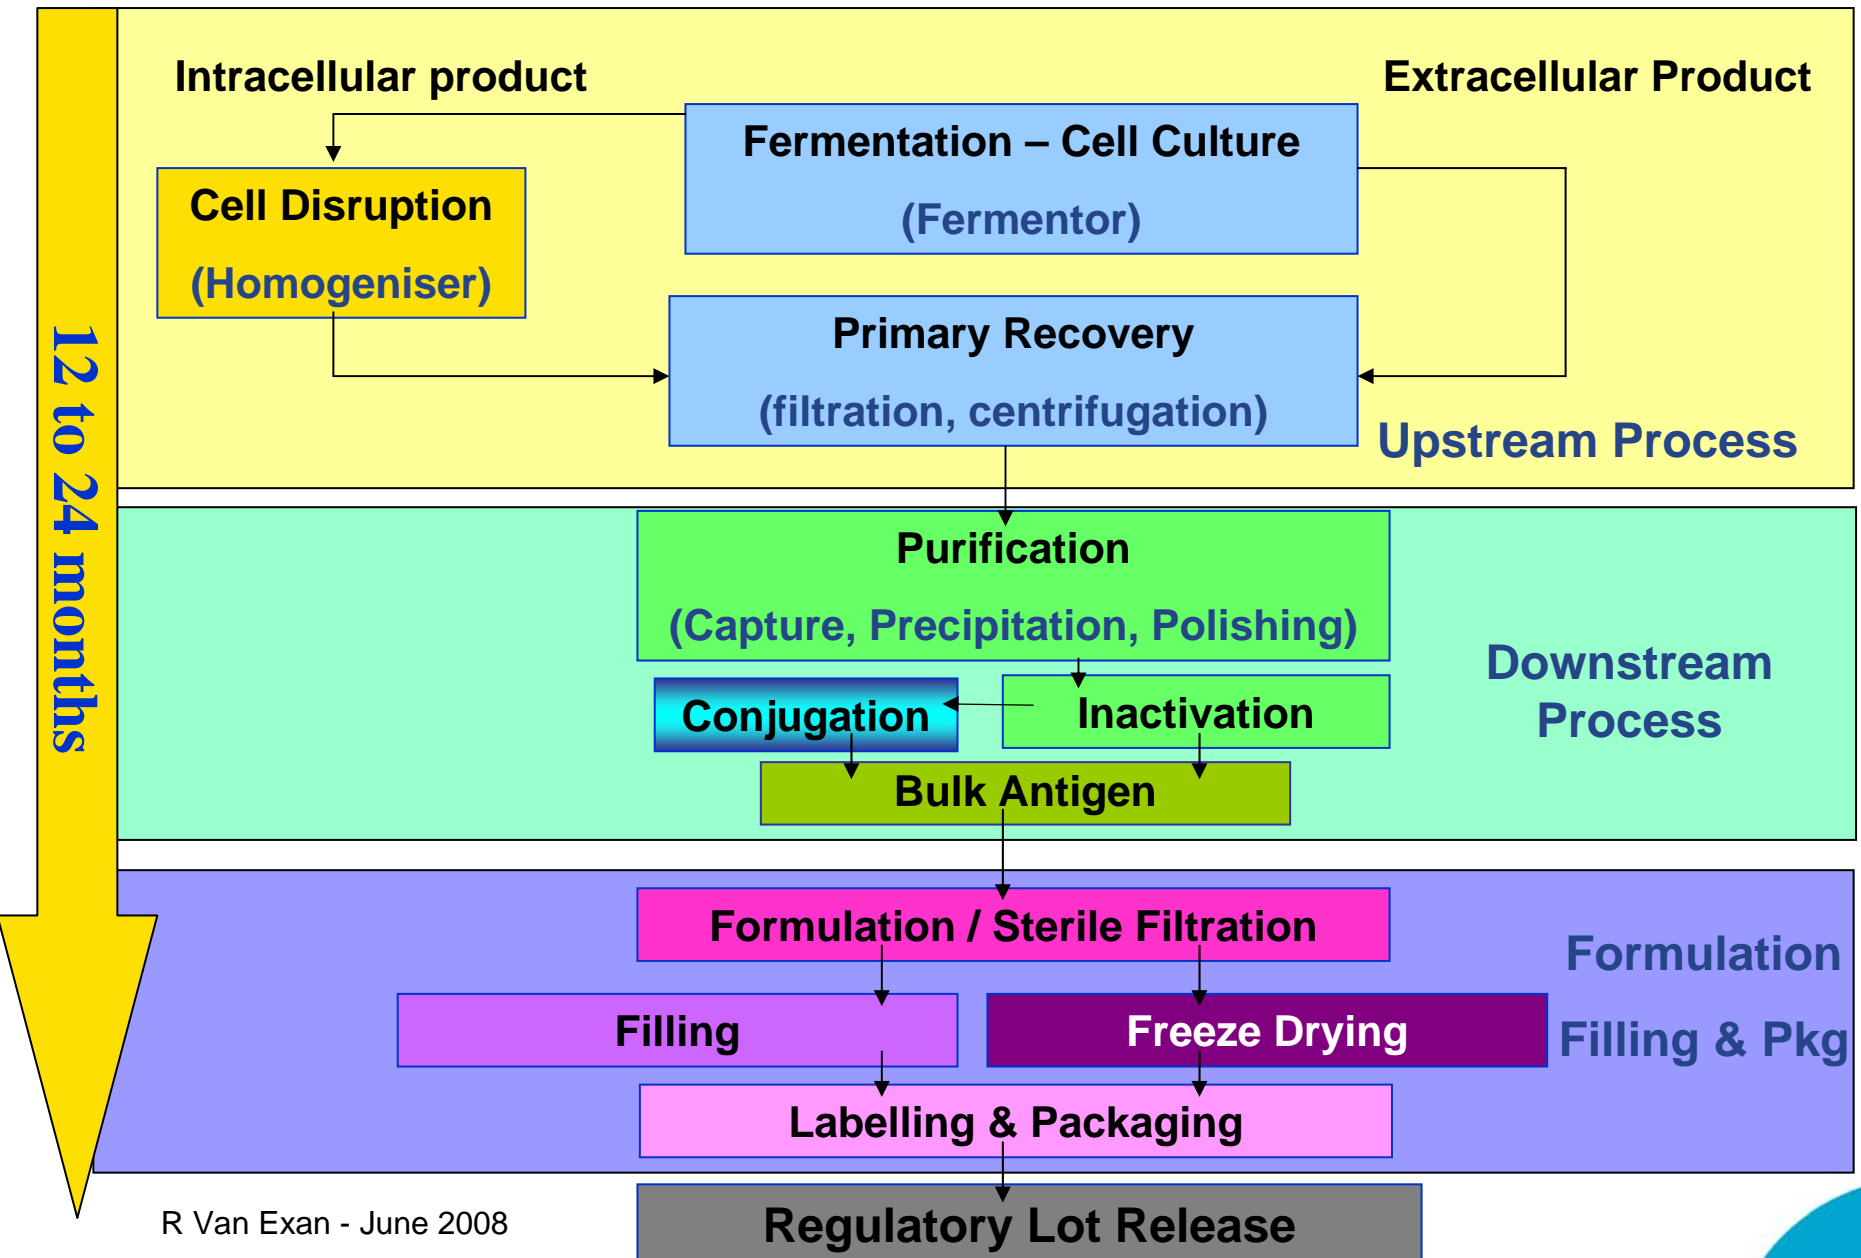 Intracellular product
Extracellular Product
Fermentation – Cell Culture
(Fermentor)
Cell Disruption
(Homogeniser)
Primary Recovery
(filtration, centrifugation)
Upstream Process
12 to 24 months
Purification
(Capture, Precipitation, Polishing)
Downstream
Process
Conjugation
Inactivation
Bulk Antigen
Formulation / Sterile Filtration
Formulation
Filling & Pkg
Filling
Freeze Drying
Labelling & Packaging
Regulatory Lot Release
R Van Exan - June 2008